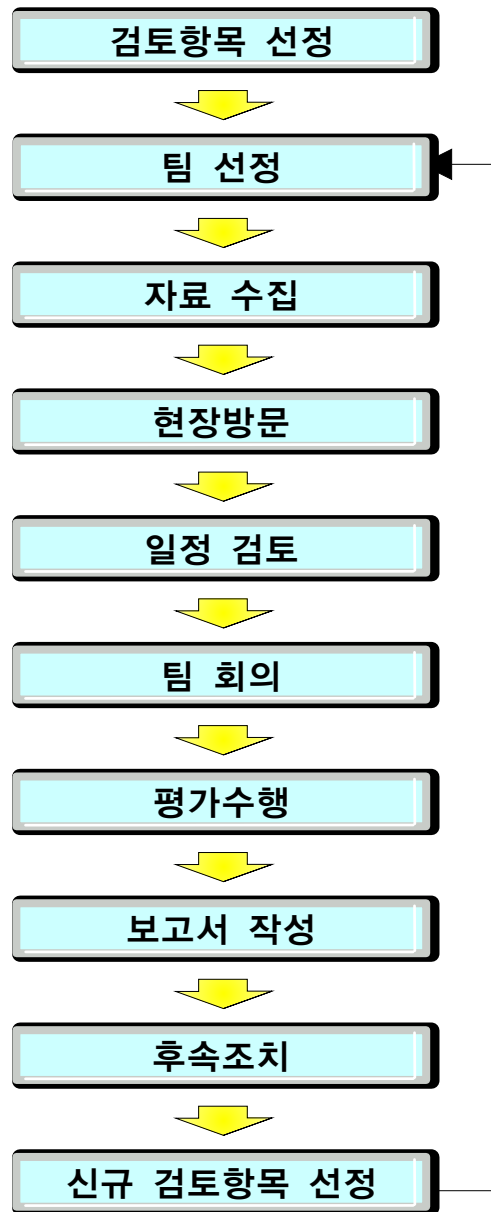 검토항목 선정
팀 선정
자료 수집
현장방문
일정 검토
팀 회의
평가수행
보고서 작성
후속조치
신규 검토항목 선정